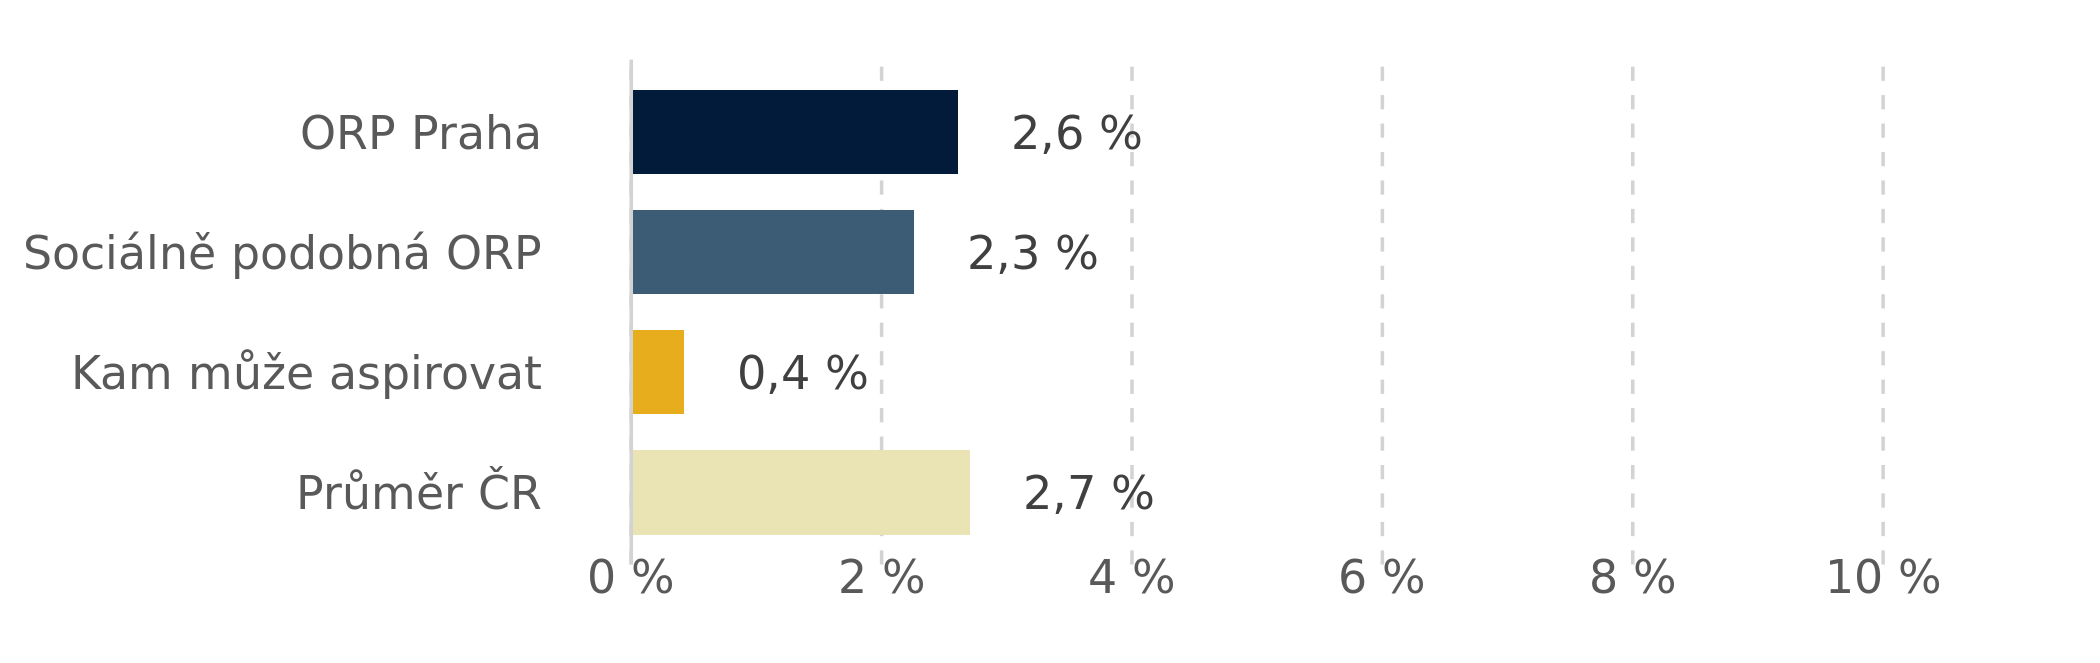 ORP Praha 2,6 %
Sociálně podobná ORP 2,3 %
Kam může aspirovat 0,4 %
Průměr ČR 2,7 %
0 % 2 % 4 % 6 % 8 % 10 %